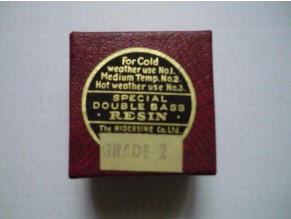 For Cold
weather use No.1.
Medium Temp. No.2.
Hot weather use No.3.
SPECIAL
DOUBLE BASS
· RESIN ·
The HIDERSINE Co. Ltd.
GRADE 2